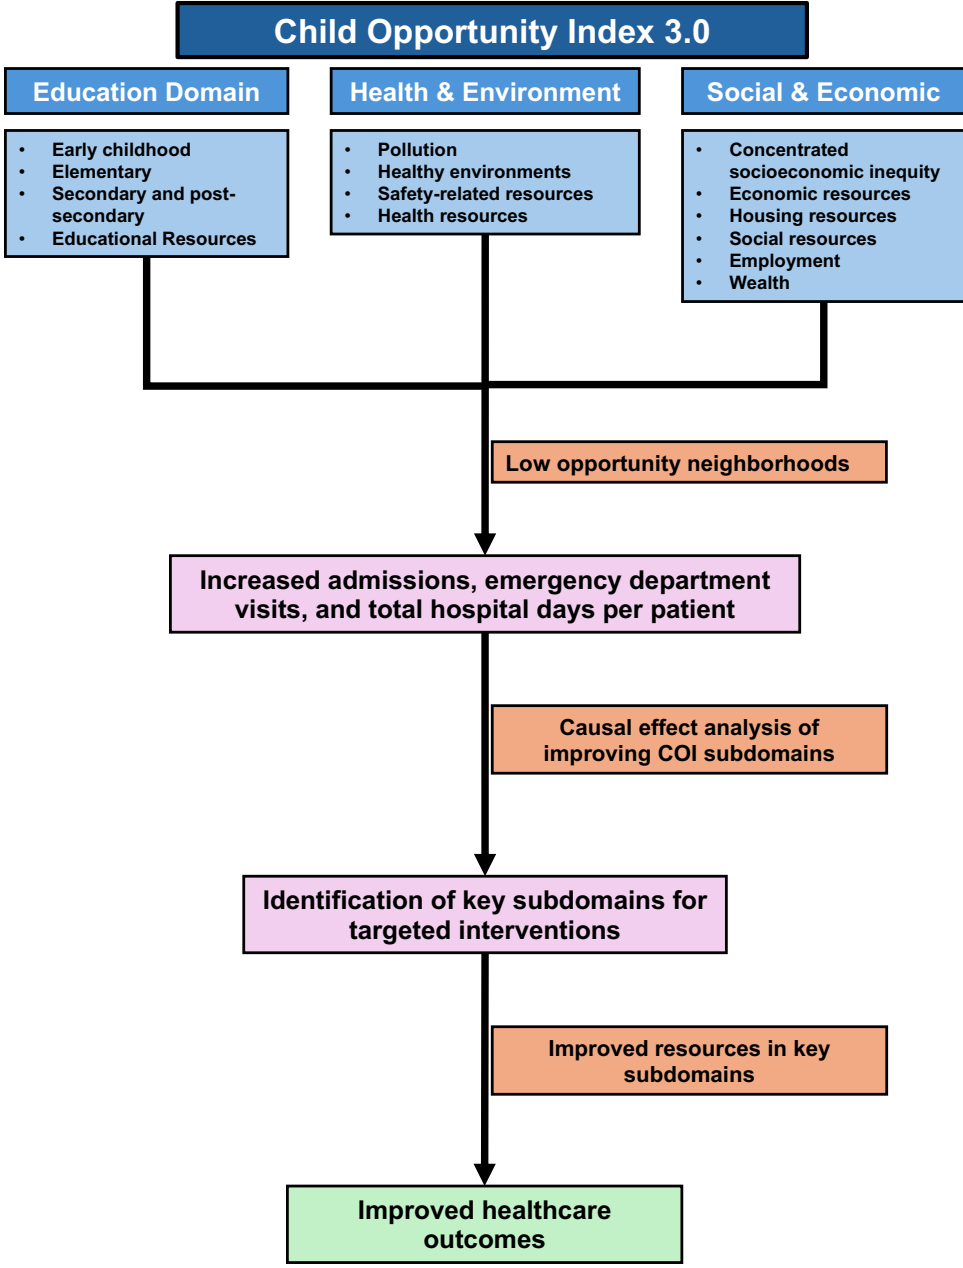 Child Opportunity Index 3.0
Education Domain
• Early childhood
• Elementary
• Secondary and post-
secondary
• Educational Resources
Health & Environment
• Pollution
• Healthy environments
• Safety-related resources
• Health resources
Social & Economic
• Concentrated
socioeconomic inequity
• Economic resources
• Housing resources
• Social resources
• Employment
• Wealth
Low opportunity neighborhoods
Increased admissions, emergency department
visits, and total hospital days per patient
Causal effect analysis of
improving COI subdomains
Identification of key subdomains for
targeted interventions
Improved resources in key
subdomains
Improved healthcare
outcomes